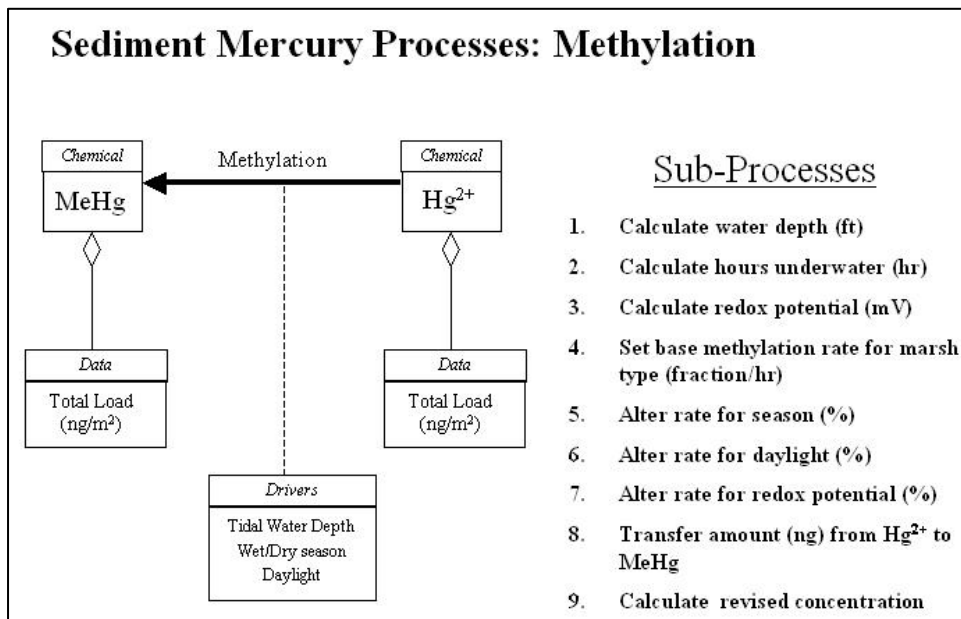 Sediment Mercury Processes: Methylation
Chemical
MeHg
Methylation
Chemical
Hg²⁺
Data
Total Load
(ng/m²)
Data
Total Load
(ng/m²)
Drivers
Tidal Water Depth
Wet/Dry season
Daylight
Sub-Processes
1. Calculate water depth (ft)
2. Calculate hours underwater (hr)
3. Calculate redox potential (mV)
4. Set base methylation rate for marsh
type (fraction/hr)
5. Alter rate for season (%)
6. Alter rate for daylight (%)
7. Alter rate for redox potential (%)
8. Transfer amount (ng) from Hg²⁺ to
MeHg
9. Calculate revised concentration